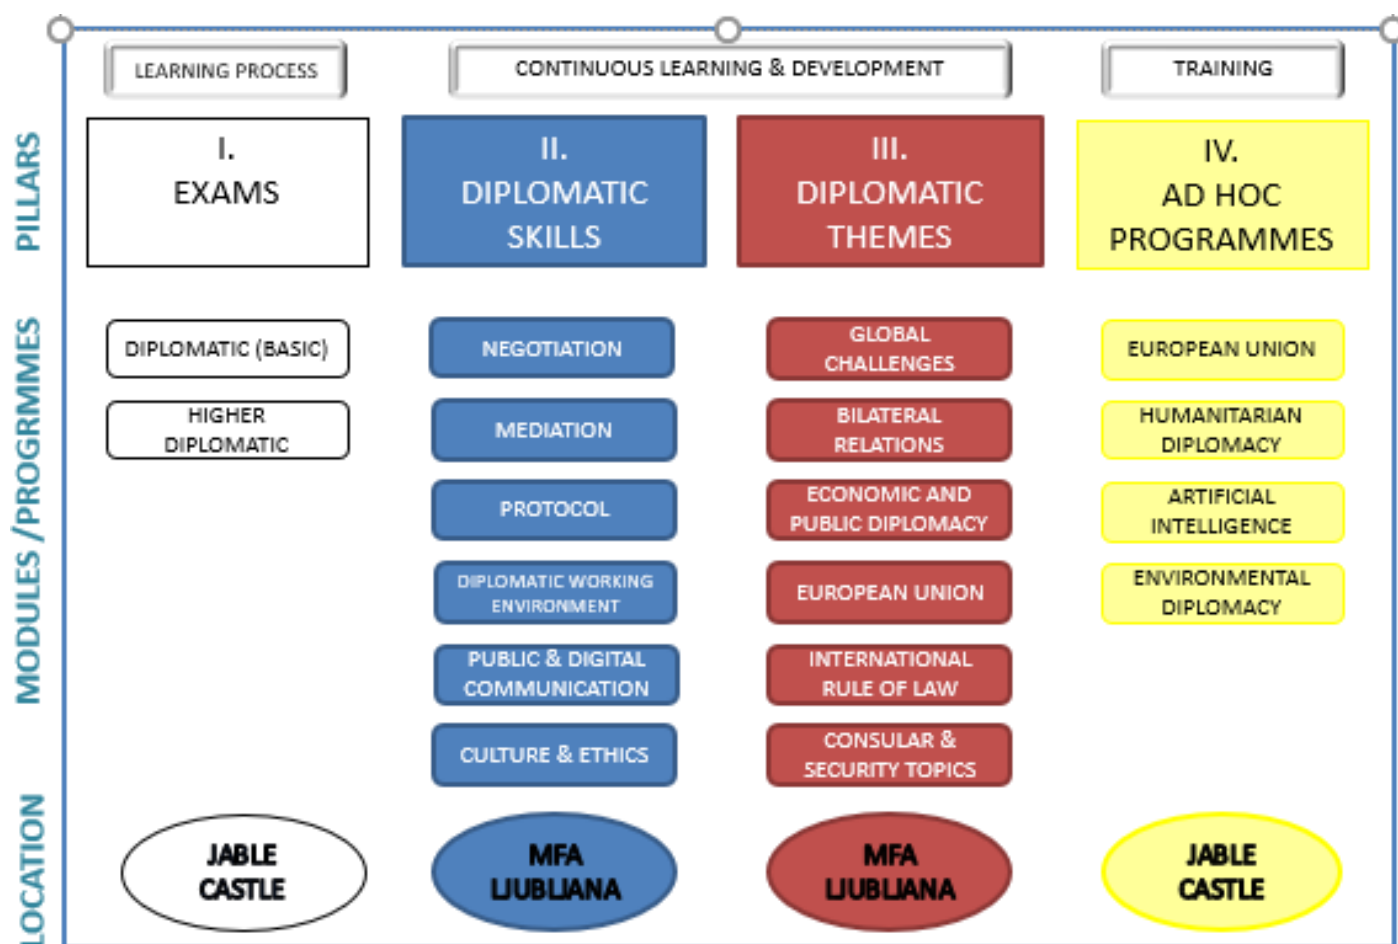 LEARNING PROCESS
CONTINUOUS LEARNING & DEVELOPMENT
TRAINING
PILLARS
I.
EXAMS
II.
DIPLOMATIC
SKILLS
III.
DIPLOMATIC
THEMES
IV.
AD HOC
PROGRAMMES
MODULES /PROGRMMES
DIPLOMATIC (BASIC)
HIGHER
DIPLOMATIC
NEGOTIATION
MEDIATION
PROTOCOL
DIPLOMATIC WORKING
ENVIRONMENT
PUBLIC & DIGITAL
COMMUNICATION
CULTURE & ETHICS
GLOBAL
CHALLENGES
BILATERAL
RELATIONS
ECONOMIC AND
PUBLIC DIPLOMACY
EUROPEAN UNION
INTERNATIONAL
RULE OF LAW
CONSULAR &
SECURITY TOPICS
EUROPEAN UNION
HUMANITARIAN
DIPLOMACY
ARTIFICIAL
INTELLIGENCE
ENVIRONMENTAL
DIPLOMACY
LOCATION
JABLE
CASTLE
MFA
LJUBLJANA
MFA
LJUBLJANA
JABLE
CASTLE